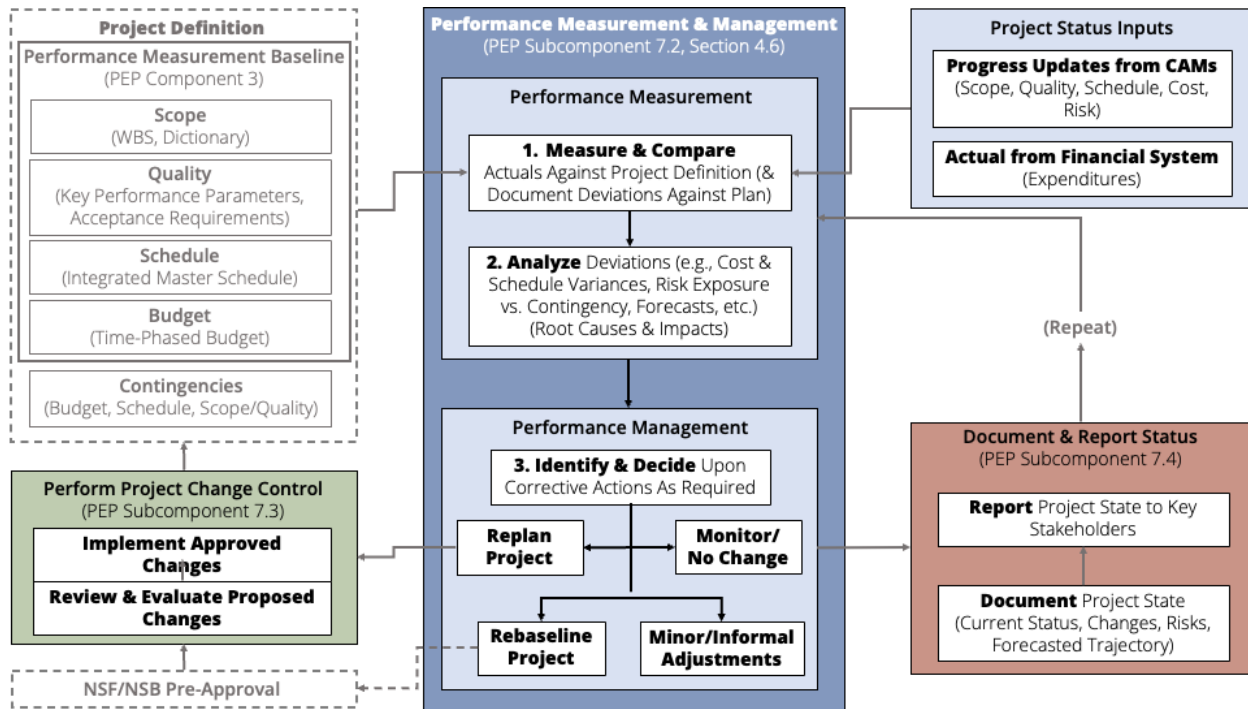 Project Definition
Performance Measurement Baseline
(PEP Component 3)
Scope
(WBS, Dictionary)
Quality
(Key Performance Parameters,
Acceptance Requirements)
Schedule
(Integrated Master Schedule)
Budget
(Time-Phased Budget)
Contingencies
(Budget, Schedule, Scope/Quality)
Perform Project Change Control
(PEP Subcomponent 7.3)
Implement Approved
Changes
Review & Evaluate Proposed
Changes
NSF/NSB Pre-Approval
Performance Measurement & Management
(PEP Subcomponent 7.2, Section 4.6)
Performance Measurement
1. Measure & Compare
Actuals Against Project Definition (&
Document Deviations Against Plan)
2. Analyze Deviations (e.g., Cost &
Schedule Variances, Risk Exposure
vs. Contingency, Forecasts, etc.)
(Root Causes & Impacts)
Performance Management
3. Identify & Decide Upon
Corrective Actions As Required
Replan
Project
Monitor/
No Change
Rebaseline
Project
Minor/Informal
Adjustments
Project Status Inputs
Progress Updates from CAMs
(Scope, Quality, Schedule, Cost,
Risk)
Actual from Financial System
(Expenditures)
(Repeat)
Document & Report Status
(PEP Subcomponent 7.4)
Report Project State to Key
Stakeholders
Document Project State
(Current Status, Changes, Risks,
Forecasted Trajectory)